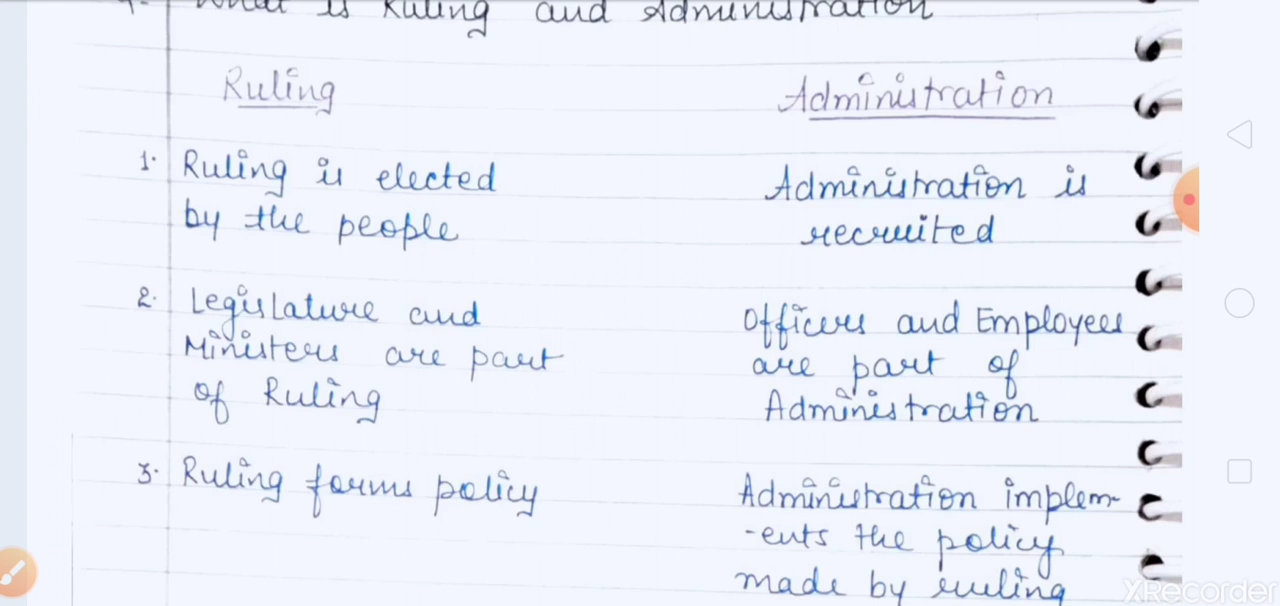 What is Ruling and Administration
Ruling
Administration
1. Ruling is elected
by the people
Administration is
recruited
2. Legislature and
Ministers are part
of Ruling
Officers and Employees
are part of
Administration
3. Ruling forms policy
Administration implem-
-ents the policy
made by ruling
XRecorder